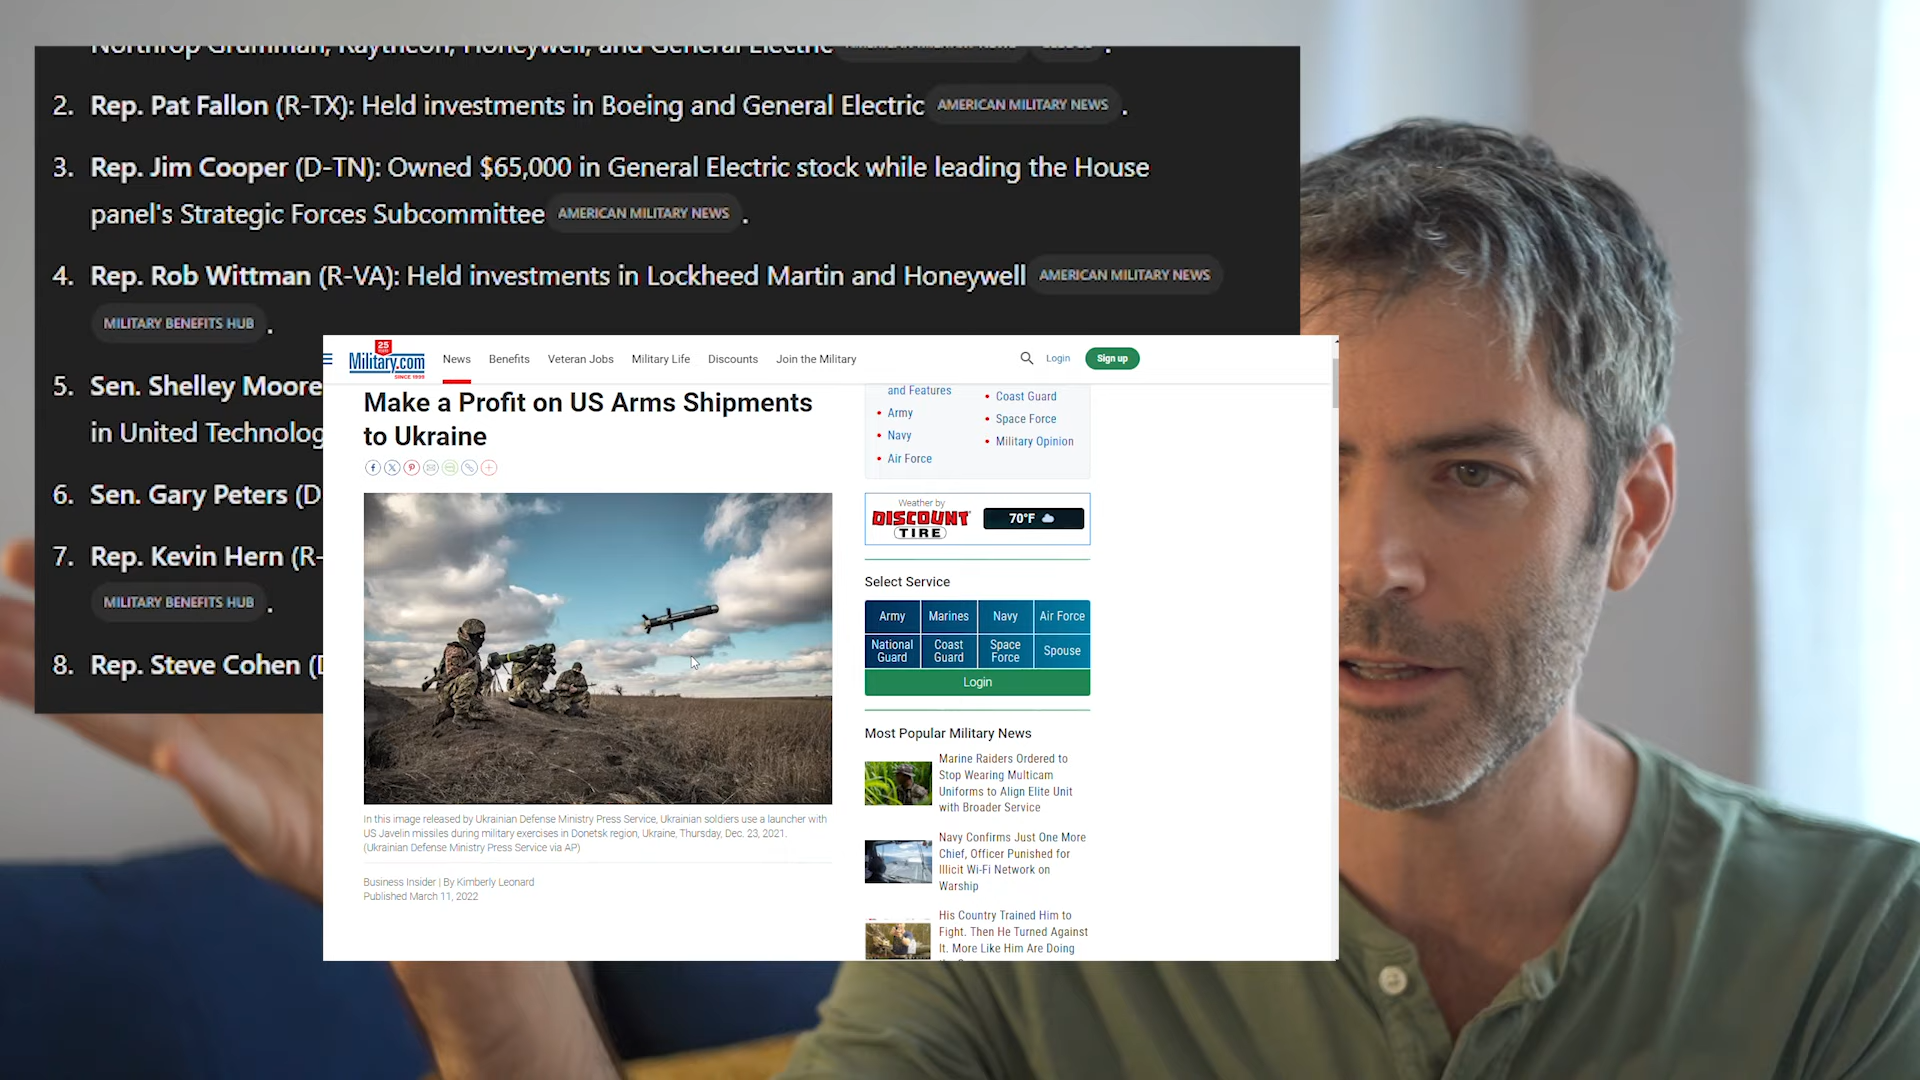 Northrop Grumman, Raytheon, Honeywell, and General Electric
2. Rep. Pat Fallon (R-TX): Held investments in Boeing and General Electric AMERICAN MILITARY NEWS .
3. Rep. Jim Cooper (D-TN): Owned $65,000 in General Electric stock while leading the House
panel's Strategic Forces Subcommittee AMERICAN MILITARY NEWS .
4. Rep. Rob Wittman (R-VA): Held investments in Lockheed Martin and Honeywell AMERICAN MILITARY NEWS
MILITARY BENEFITS HUB .
5. Sen. Shelley Moore
in United Technolog
6. Sen. Gary Peters (D
7. Rep. Kevin Hern (R-
MILITARY BENEFITS HUB .
8. Rep. Steve Cohen (D
25
Military.com
SINCE 1999
News Benefits Veteran Jobs Military Life Discounts Join the Military Login Sign up
Make a Profit on US Arms Shipments
to Ukraine
In this image released by Ukrainian Defense Ministry Press Service, Ukrainian soldiers use a launcher with
US Javelin missiles during military exercises in Donetsk region, Ukraine, Thursday, Dec. 23, 2021.
(Ukrainian Defense Ministry Press Service via AP)
Business Insider | By Kimberly Leonard
Published March 11, 2022
and Features
Army
Navy
Air Force
Coast Guard
Space Force
Military Opinion
Weather by
DISCOUNT
TIRE
70°F
Select Service
Army Marines Navy Air Force
National Guard Coast Guard Space Force Spouse
Login
Most Popular Military News
Marine Raiders Ordered to
Stop Wearing Multicam
Uniforms to Align Elite Unit
with Broader Service
Navy Confirms Just One More
Chief, Officer Punished for
Illicit Wi-Fi Network on
Warship
His Country Trained Him to
Fight. Then He Turned Against
It. More Like Him Are Doing